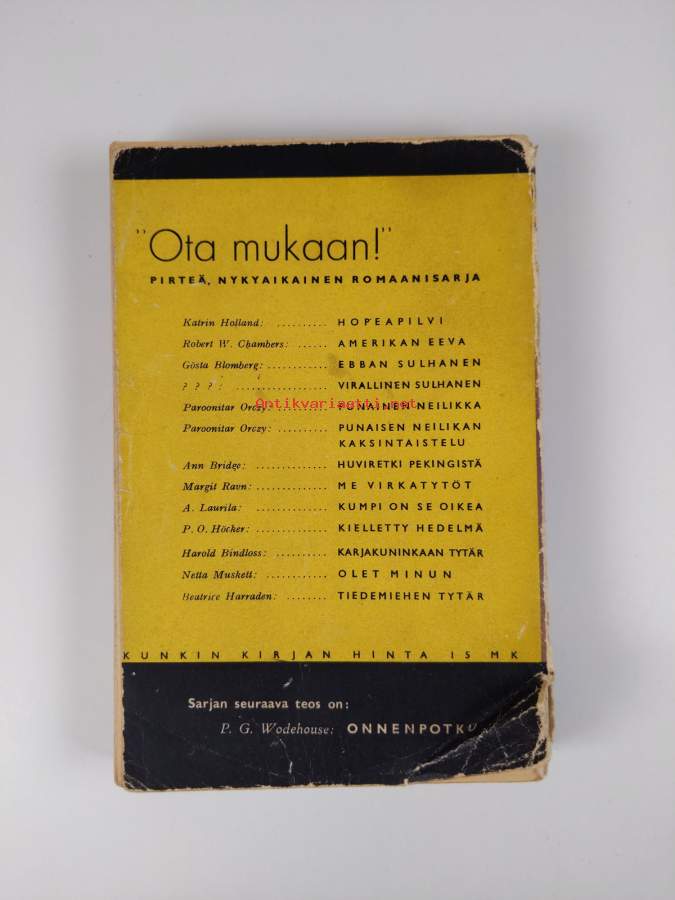 "Ota mukaan!"
PIRTEÄ, NYKYAIKAINEN ROMAANISARJA
Katrin Holland: .......... HOPEAPILVI
Robert W. Chambers: ...... AMERIKAN EEVA
Gösta Blomberg: ............ EBBAN SULHANEN
? ? ? : .................. VIRALLINEN SULHANEN
Paroonitar Orczy: .......... PUNAINEN NEILIKKA
Antikvariaatti.net
Paroonitar Orczy: .......... PUNAISEN NEILIKAN
KAKSINTAISTELU
Ann Bridge: .............. HUVIRETKI PEKINGISTÄ
Margit Ravn: .............. ME VIRKATYTÖT
A. Laurila: .............. KUMPI ON SE OIKEA
P. O. Höcker: .............. KIELLETTY HEDELMÄ
Harold Bindloss: .......... KARJAKUNINKAAN TYTÄR
Netta Muskett: ............ OLET MINUN
Beatrice Harraden: ........ TIEDEMIEHEN TYTÄR
KUNKIN KIRJAN HINTA 15 MK
Sarjan seuraava teos on:
P. G. Wodehouse: ONNENPOTKU